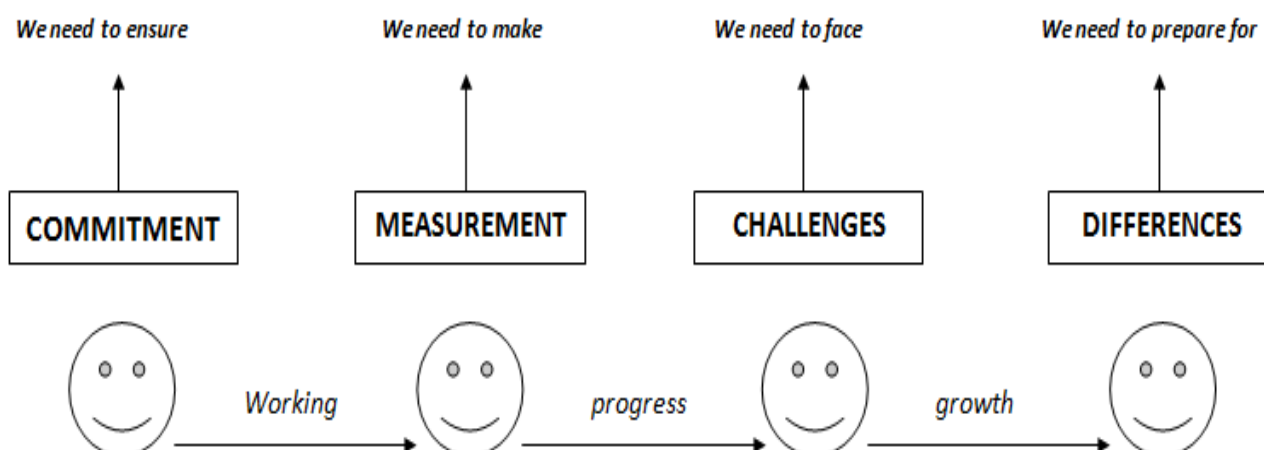 We need to ensure We need to make We need to face We need to prepare for
COMMITMENT MEASUREMENT CHALLENGES DIFFERENCES
Working progress growth